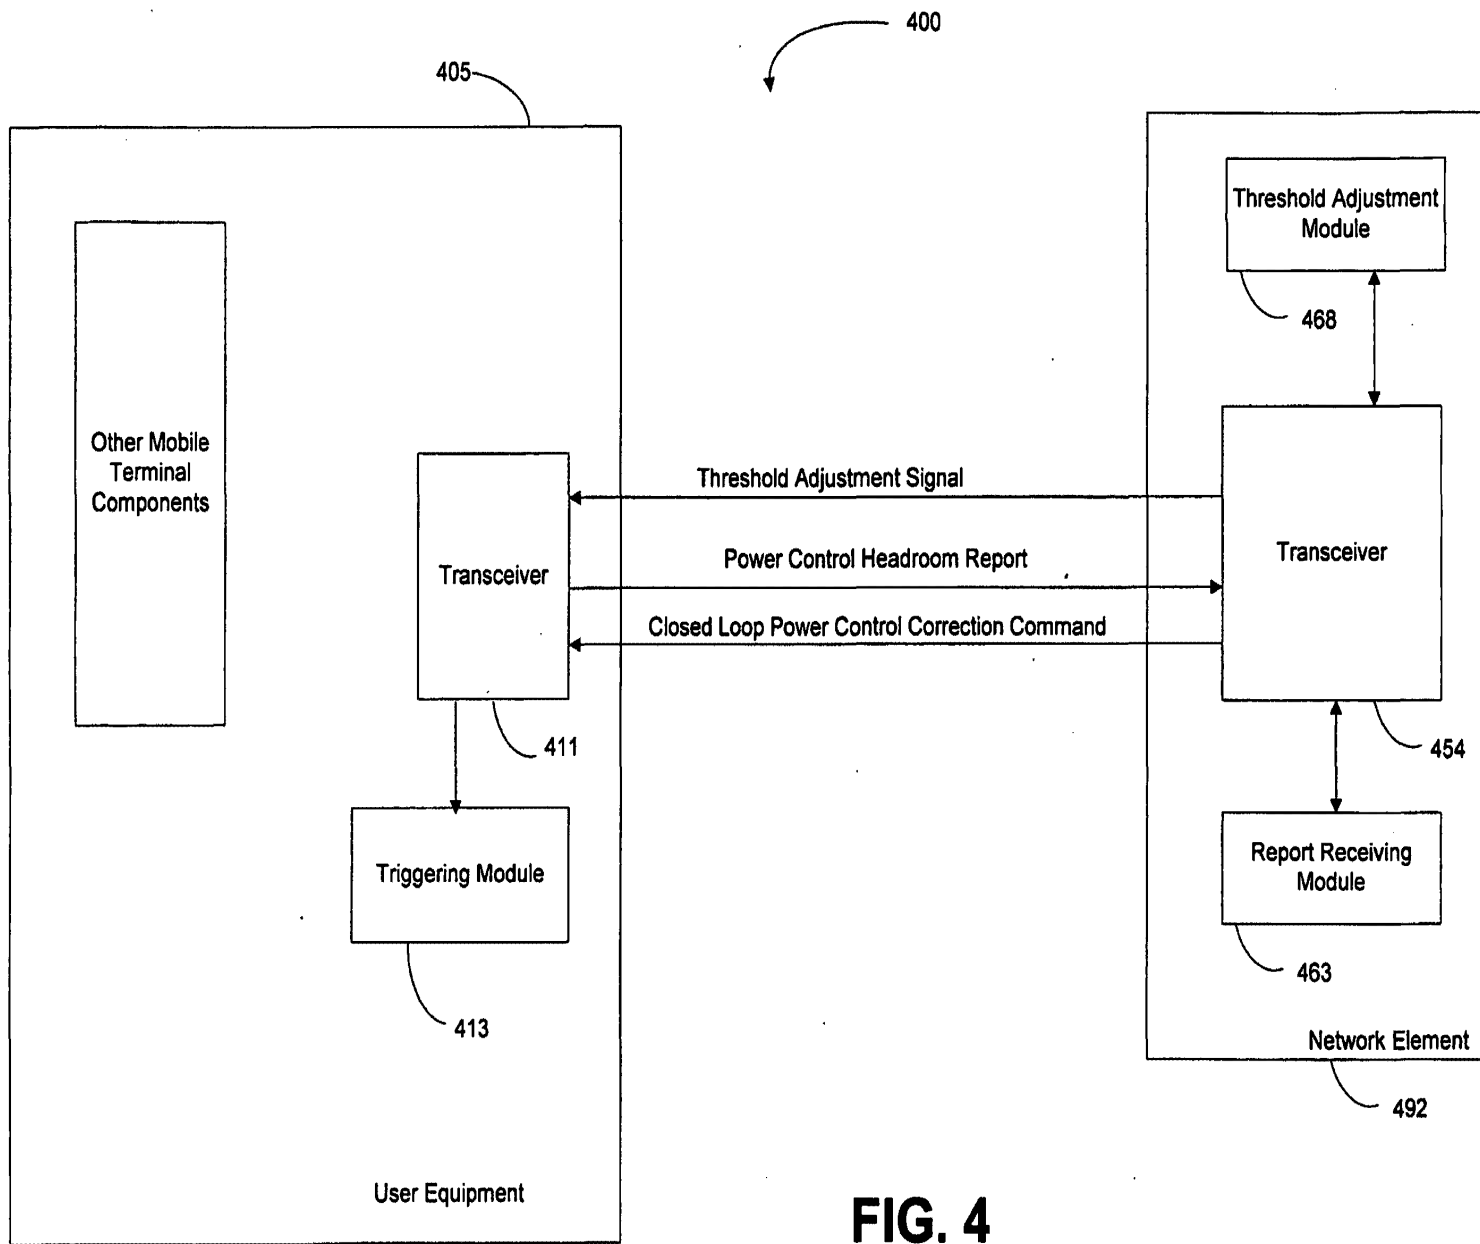 400
405
Threshold Adjustment
Module
468
Other Mobile
Terminal
Components
Threshold Adjustment Signal
Transceiver
Power Control Headroom Report
Transceiver
Closed Loop Power Control Correction Command
411
454
Triggering Module
Report Receiving
Module
463
413
Network Element
492
User Equipment
FIG. 4